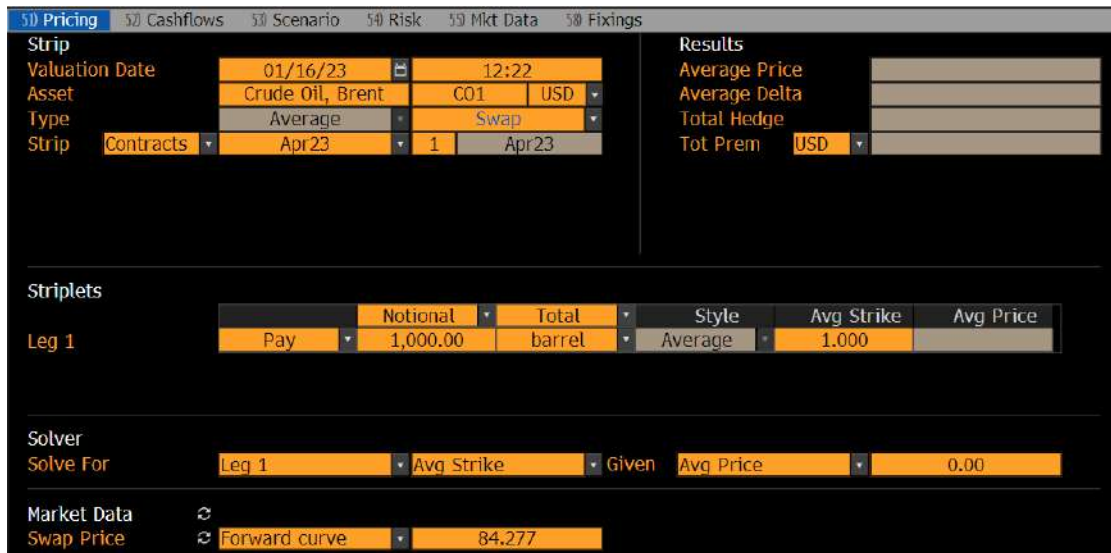 51) Pricing 52) Cashflows 53) Scenario 54) Risk 55) Mkt Data 58) Fixings
Strip Results
Valuation Date 01/16/23 12:22 Average Price
Asset Crude Oil, Brent CO1 USD Average Delta
Type Average Swap Total Hedge
Strip Contracts Apr23 1 Apr23 Tot Prem USD
Striplets
Notional Total Style Avg Strike Avg Price
Leg 1 Pay 1,000.00 barrel Average 1.000
Solver
Solve For Leg 1 Avg Strike Given Avg Price 0.00
Market Data
Swap Price Forward curve 84.277